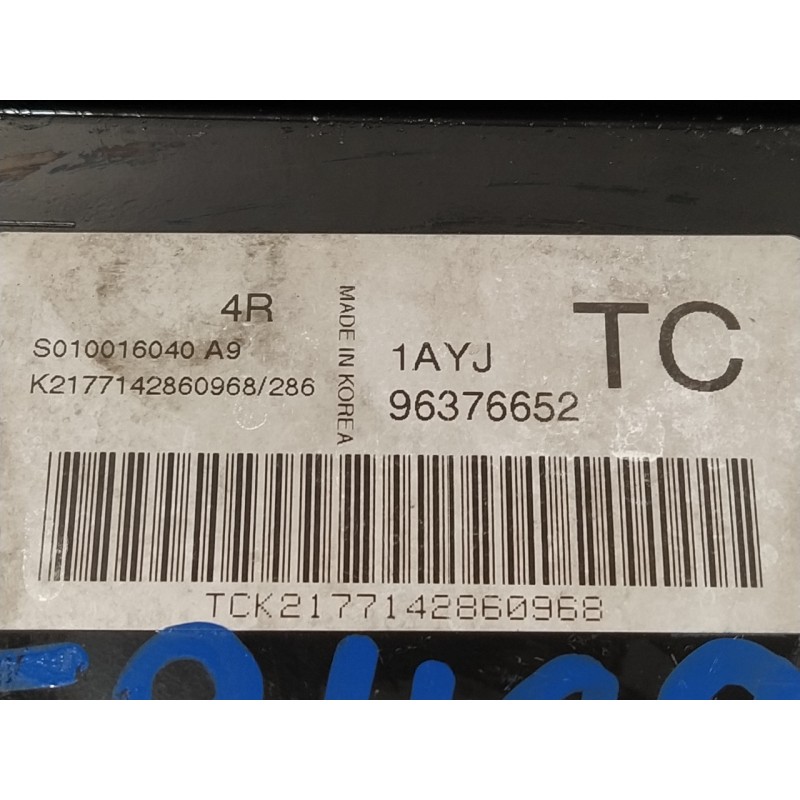 4R
S010016040 A9
K2177142860968/286
MADE IN KOREA
1AYJ
96376652
TC
TCK2177142860968